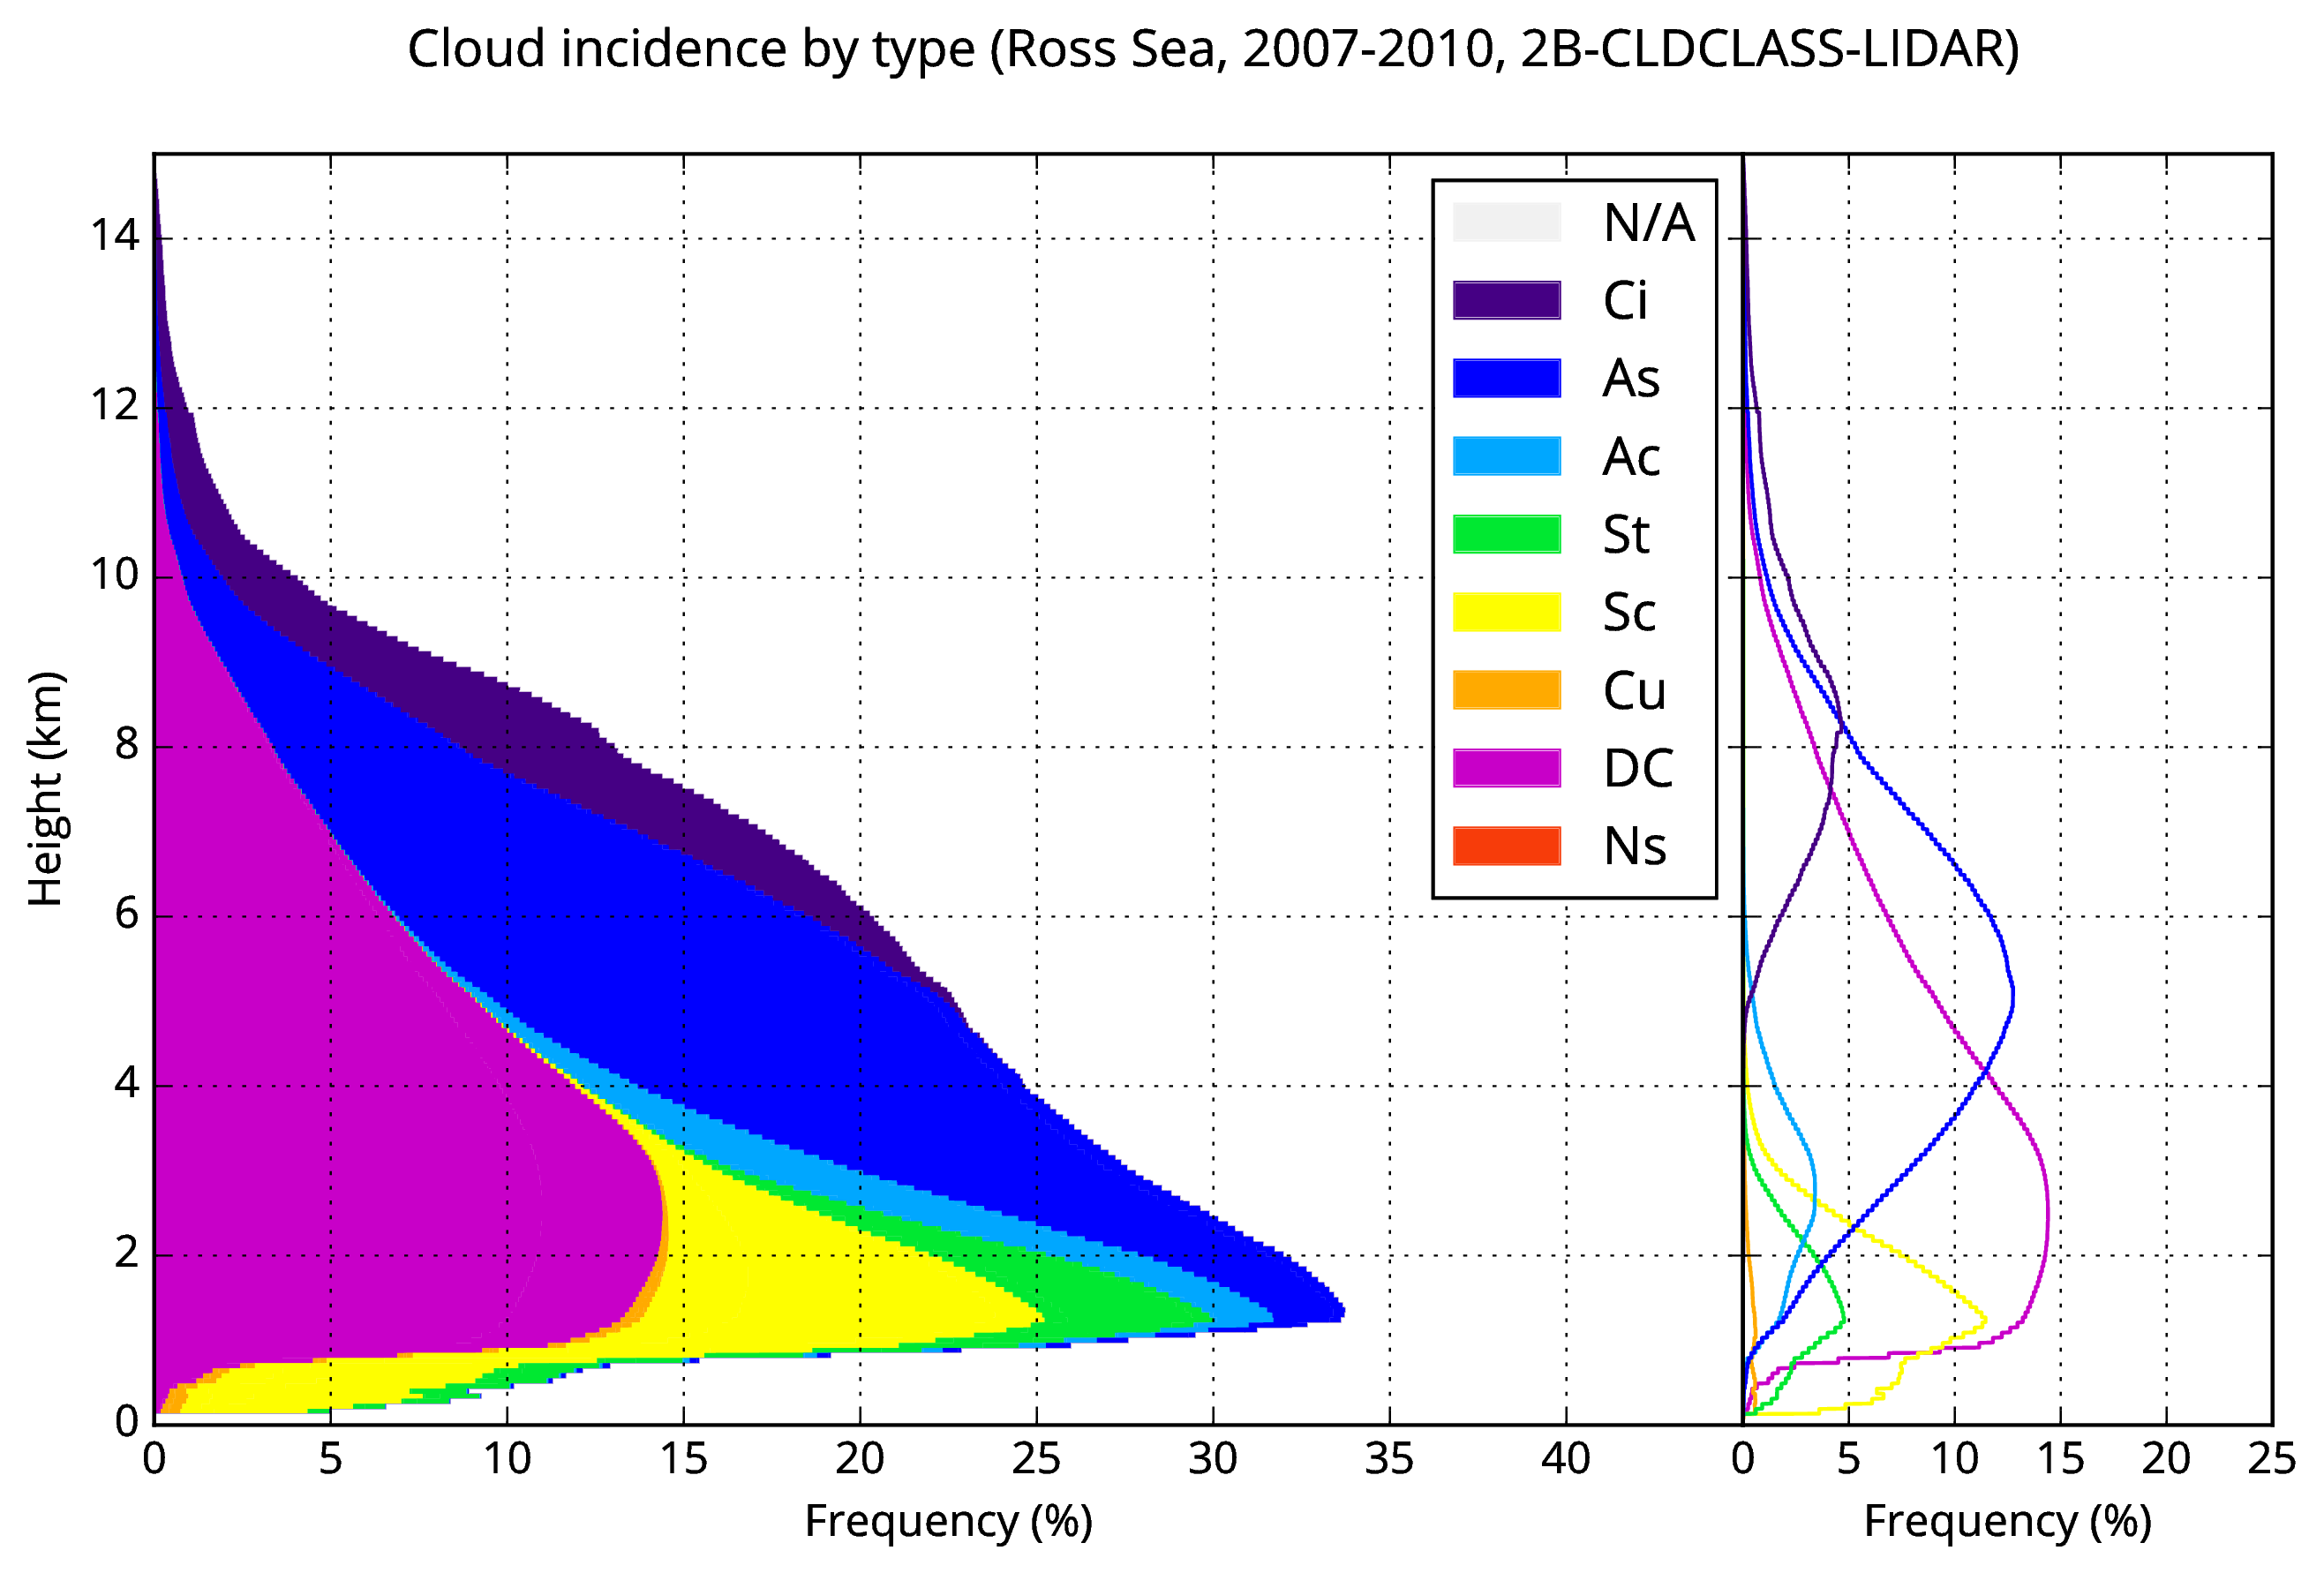 Cloud incidence by type (Ross Sea, 2007-2010, 2B-CLDCLASS-LIDAR)
Height (km)
14
12
10
8
6
4
2
0
N/A
Ci
As
Ac
St
Sc
Cu
DC
Ns
0 5 10 15 20 25 30 35 40
0 5 10 15 20 25
Frequency (%)
Frequency (%)